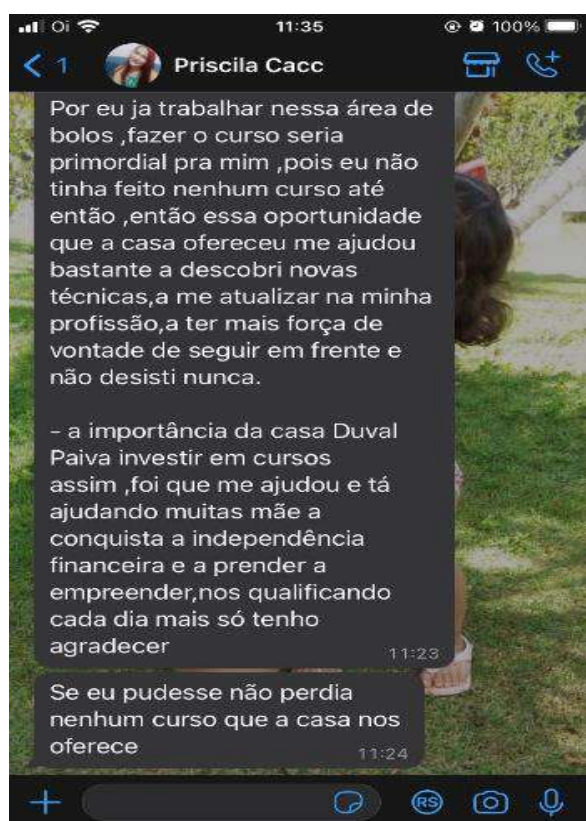 Oi 11:35 100%
1 Priscila Cacc
Por eu ja trabalhar nessa área de
bolos ,fazer o curso seria
primordial pra mim ,pois eu não
tinha feito nenhum curso até
então ,então essa oportunidade
que a casa ofereceu me ajudou
bastante a descobri novas
técnicas,a me atualizar na minha
profissão,a ter mais força de
vontade de seguir em frente e
não desisti nunca.
- a importância da casa Duval
Paiva investir em cursos
assim ,foi que me ajudou e tá
ajudando muitas mãe a
conquista a independência
financeira e a prender a
empreender,nos qualificando
cada dia mais só tenho
agradecer
11:23
Se eu pudesse não perdia
nenhum curso que a casa nos
oferece
11:24
RS